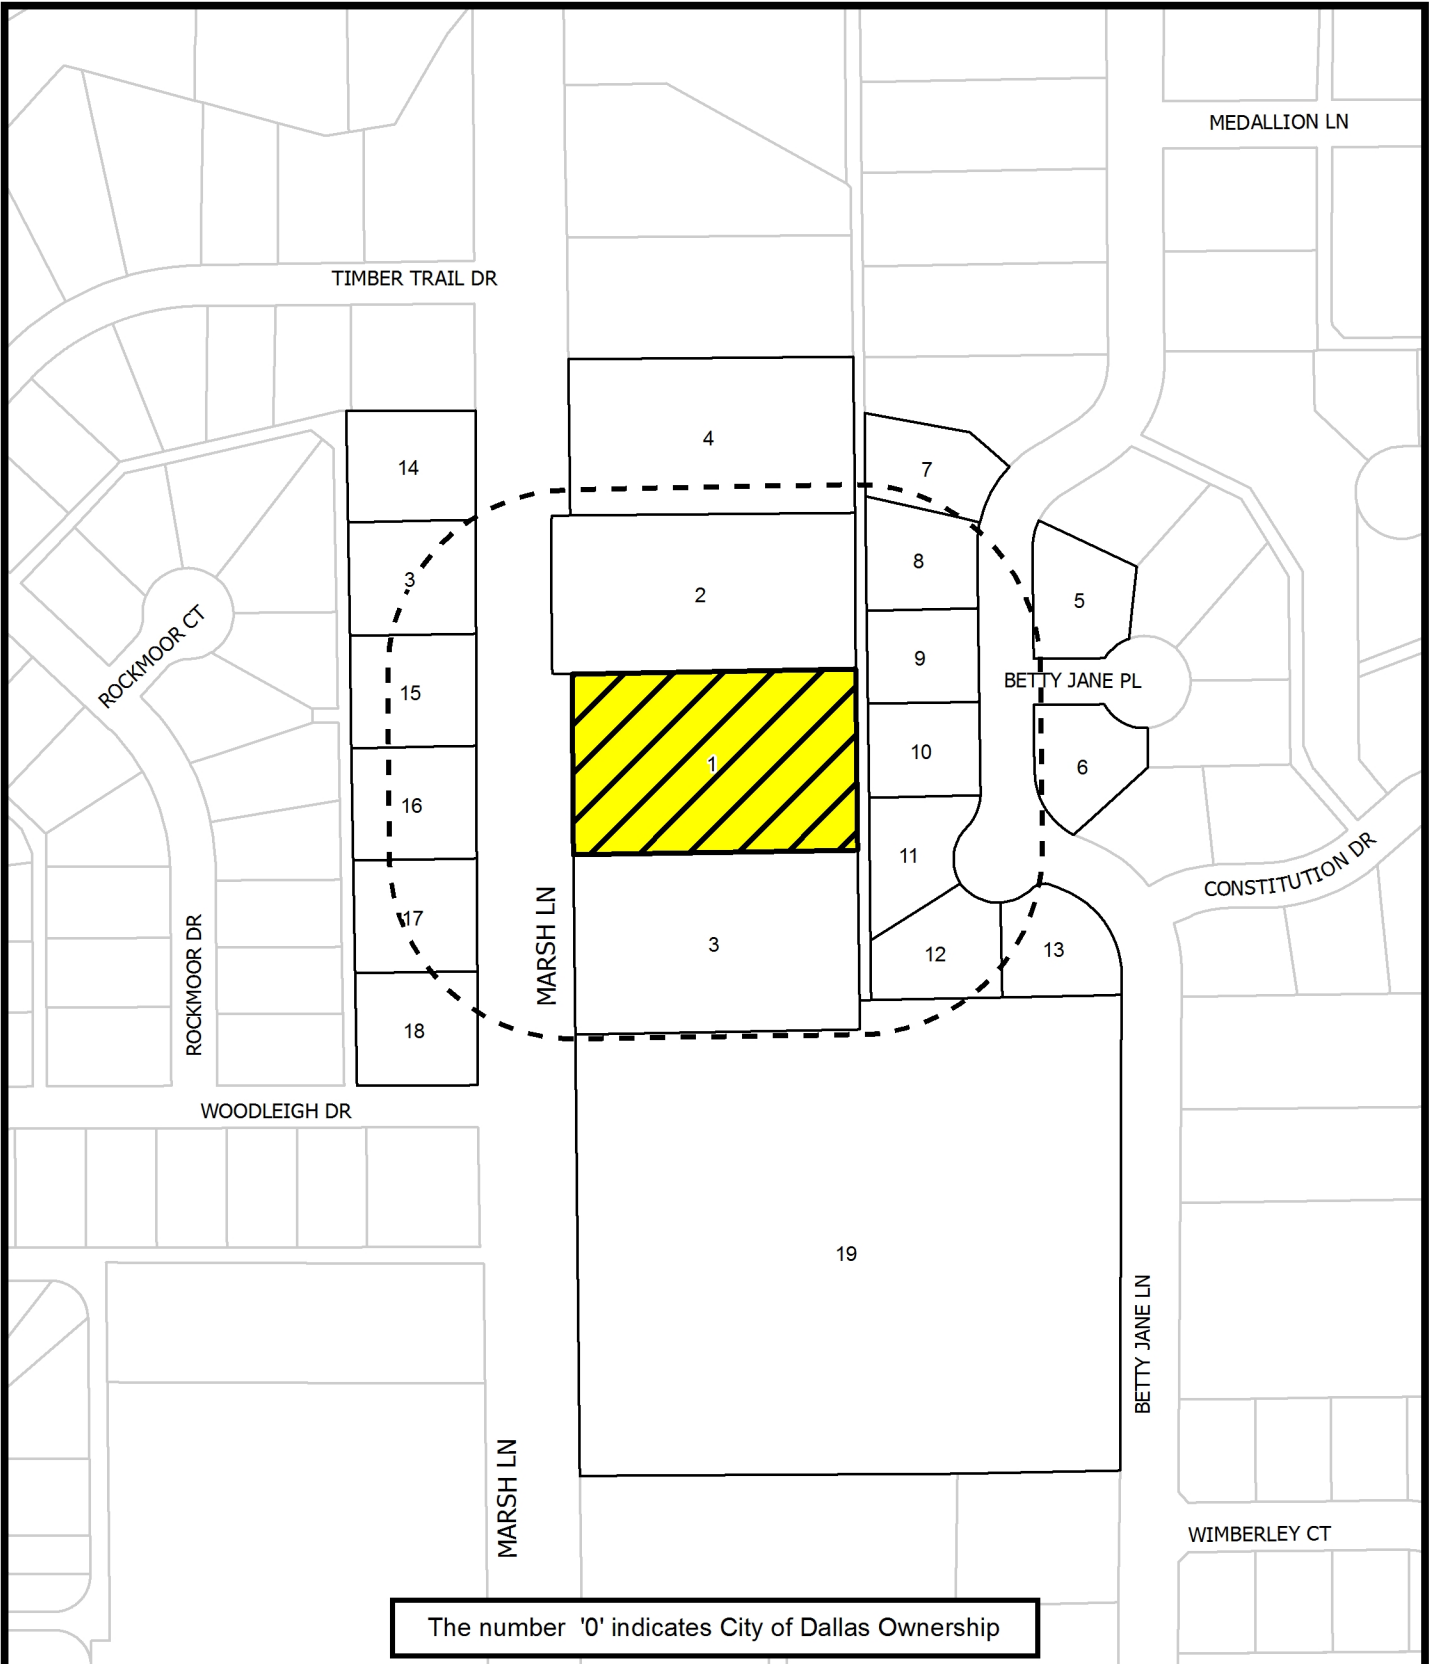 MEDALLION LN
TIMBER TRAIL DR
4
14
7
8
3
2
5
ROCKMOOR CT
9
BETTY JANE PL
15
10
1
6
16
11
CONSTITUTION DR
17
MARSH LN
3
12
13
ROCKMOOR DR
18
WOODLEIGH DR
19
BETTY JANE LN
MARSH LN
WIMBERLEY CT
The number '0' indicates City of Dallas Ownership